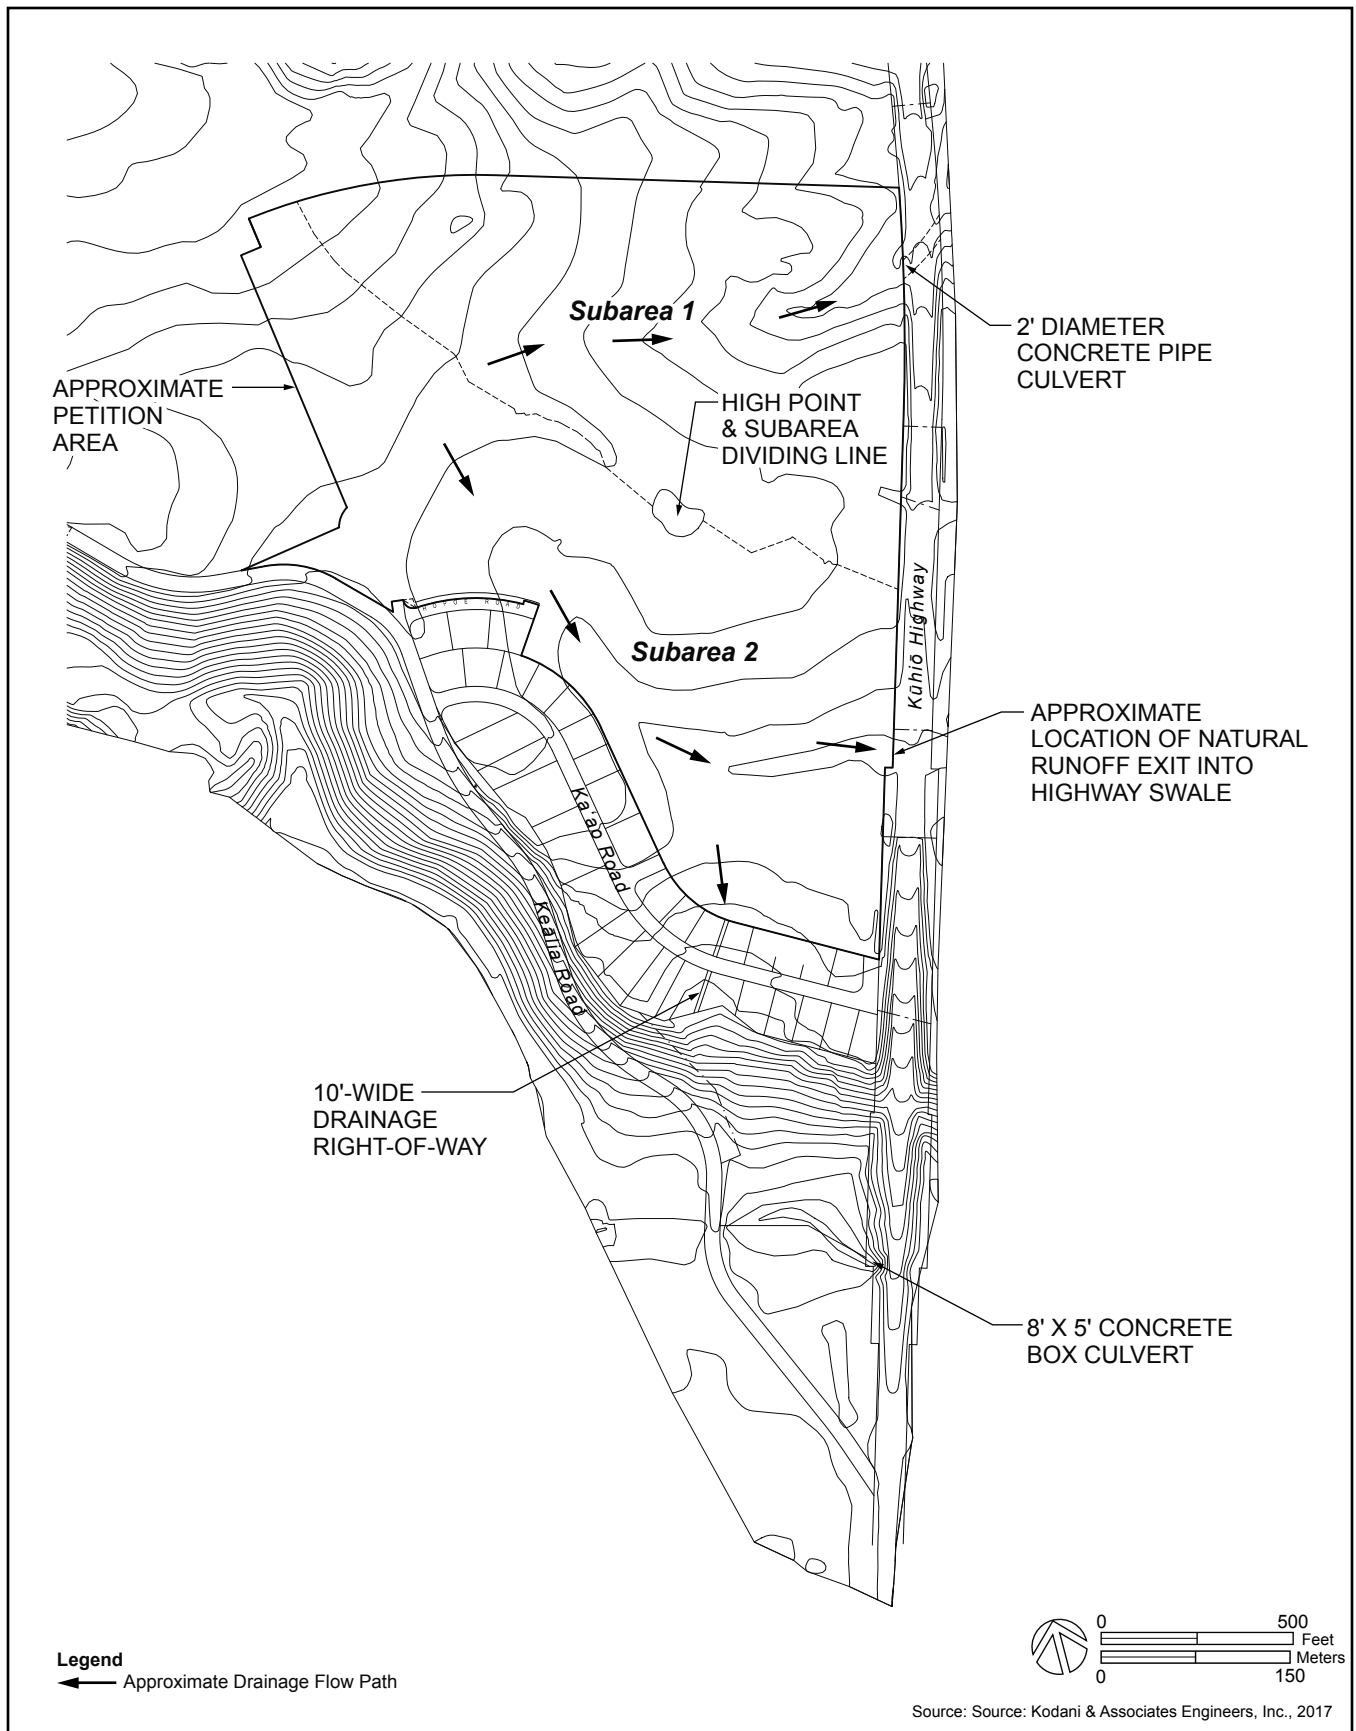 Subarea 1
2' DIAMETER
CONCRETE PIPE
CULVERT
APPROXIMATE
PETITION
AREA
HIGH POINT
& SUBAREA
DIVIDING LINE
Kūhiō Highway
HOPOE ROAD
Subarea 2
APPROXIMATE
LOCATION OF NATURAL
RUNOFF EXIT INTO
HIGHWAY SWALE
Ka'ao Road
Keālia Road
10'-WIDE
DRAINAGE
RIGHT-OF-WAY
8' X 5' CONCRETE
BOX CULVERT
Legend
Approximate Drainage Flow Path
0 500
Feet
Meters
0 150
Source: Source: Kodani & Associates Engineers, Inc., 2017